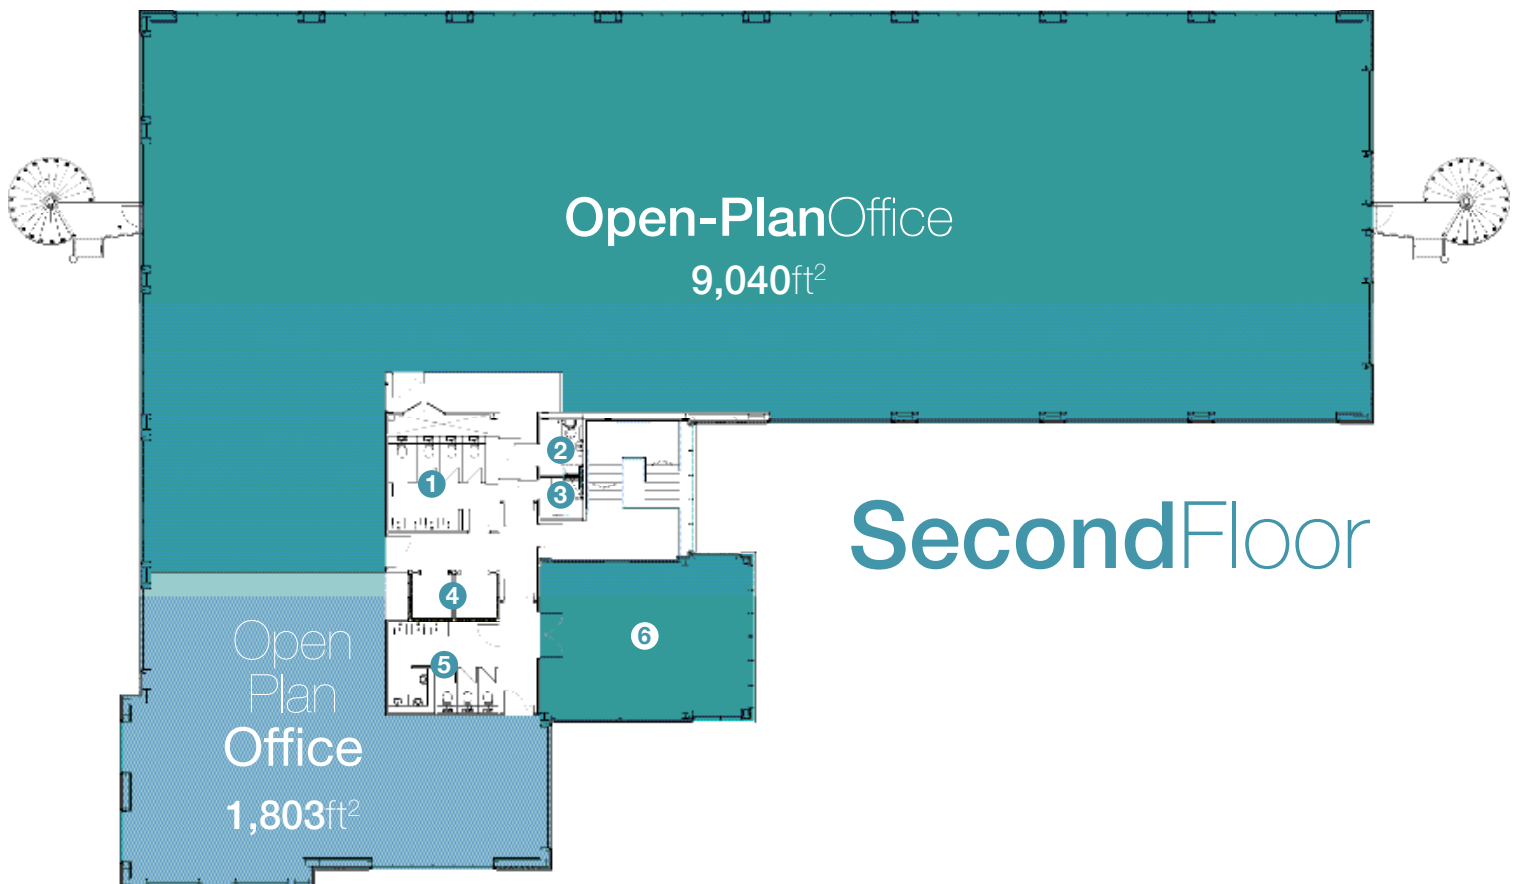 Open-PlanOffice
9,040ft²
2
1
3
SecondFloor
4
6
5
Open
Plan
Office
1,803ft²